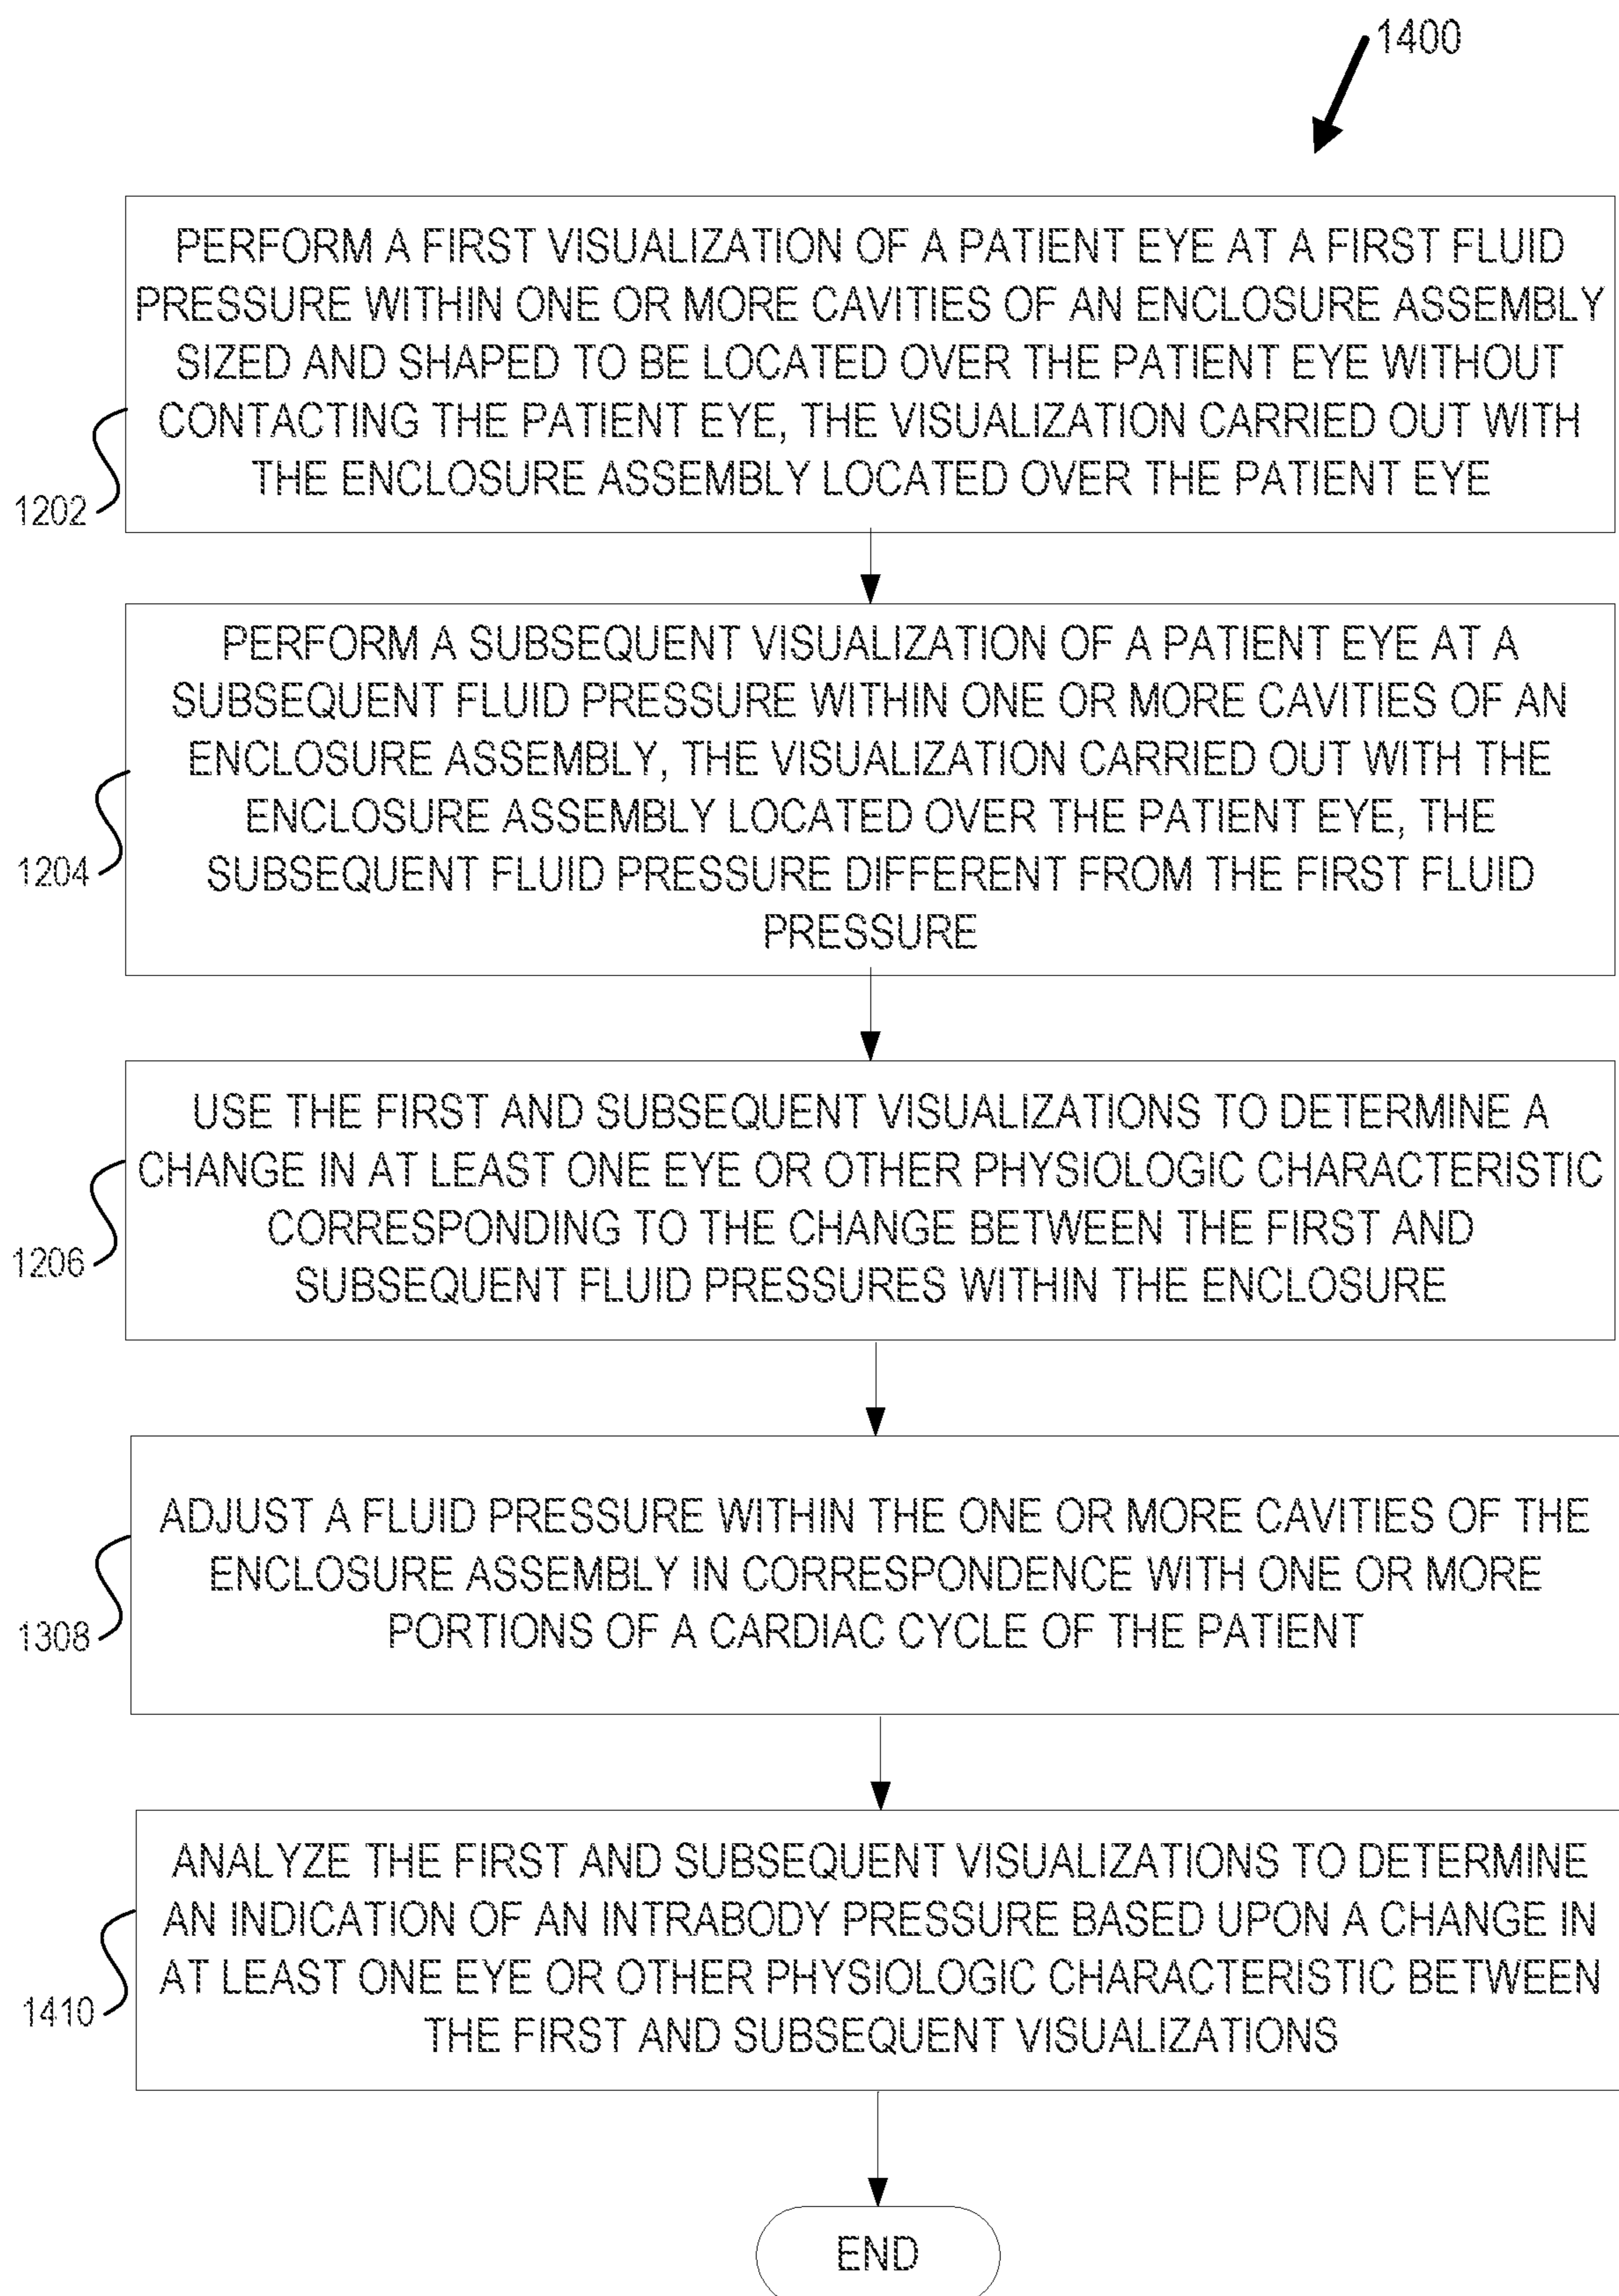 1400
PERFORM A FIRST VISUALIZATION OF A PATIENT EYE AT A FIRST FLUID
PRESSURE WITHIN ONE OR MORE CAVITIES OF AN ENCLOSURE ASSEMBLY
SIZED AND SHAPED TO BE LOCATED OVER THE PATIENT EYE WITHOUT
CONTACTING THE PATIENT EYE, THE VISUALIZATION CARRIED OUT WITH
THE ENCLOSURE ASSEMBLY LOCATED OVER THE PATIENT EYE
1202
PERFORM A SUBSEQUENT VISUALIZATION OF A PATIENT EYE AT A
SUBSEQUENT FLUID PRESSURE WITHIN ONE OR MORE CAVITIES OF AN
ENCLOSURE ASSEMBLY, THE VISUALIZATION CARRIED OUT WITH THE
ENCLOSURE ASSEMBLY LOCATED OVER THE PATIENT EYE, THE
SUBSEQUENT FLUID PRESSURE DIFFERENT FROM THE FIRST FLUID
PRESSURE
1204
USE THE FIRST AND SUBSEQUENT VISUALIZATIONS TO DETERMINE A
CHANGE IN AT LEAST ONE EYE OR OTHER PHYSIOLOGIC CHARACTERISTIC
CORRESPONDING TO THE CHANGE BETWEEN THE FIRST AND
SUBSEQUENT FLUID PRESSURES WITHIN THE ENCLOSURE
1206
ADJUST A FLUID PRESSURE WITHIN THE ONE OR MORE CAVITIES OF THE
ENCLOSURE ASSEMBLY IN CORRESPONDENCE WITH ONE OR MORE
PORTIONS OF A CARDIAC CYCLE OF THE PATIENT
1308
ANALYZE THE FIRST AND SUBSEQUENT VISUALIZATIONS TO DETERMINE
AN INDICATION OF AN INTRABODY PRESSURE BASED UPON A CHANGE IN
AT LEAST ONE EYE OR OTHER PHYSIOLOGIC CHARACTERISTIC BETWEEN
THE FIRST AND SUBSEQUENT VISUALIZATIONS
1410
END